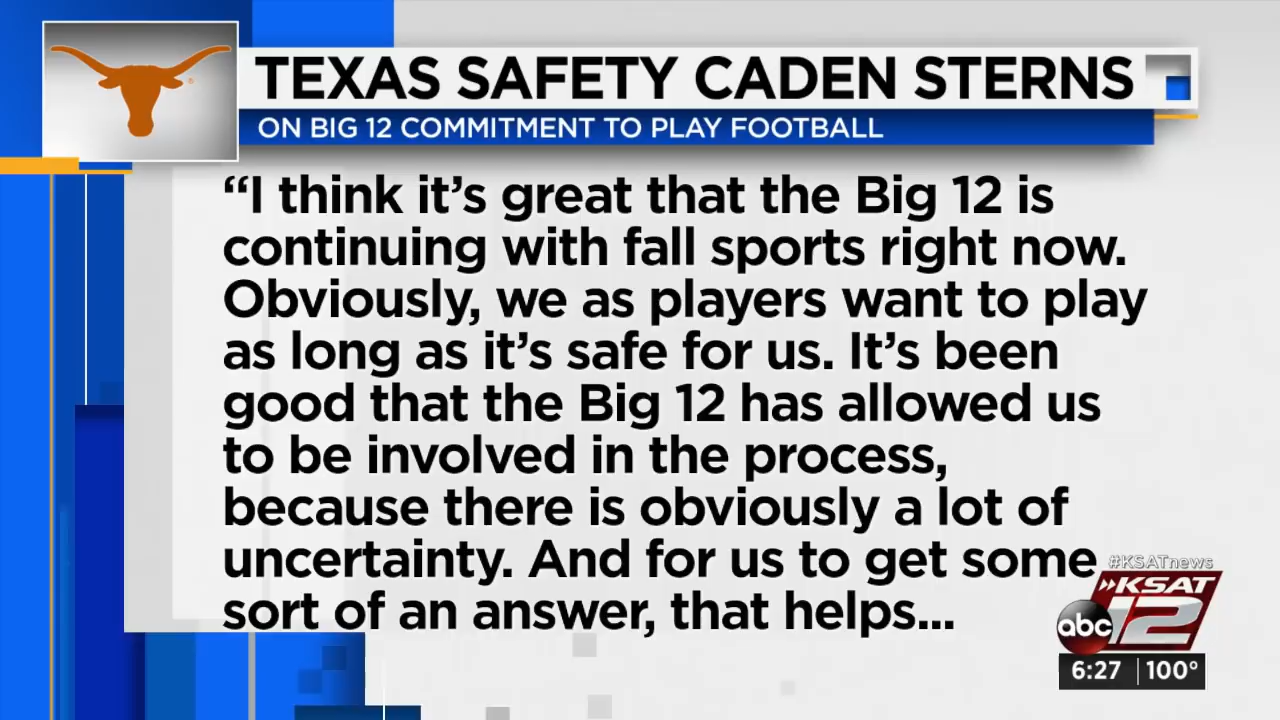 TEXAS SAFETY CADEN STERNS
ON BIG 12 COMMITMENT TO PLAY FOOTBALL
“I think it’s great that the Big 12 is
continuing with fall sports right now.
Obviously, we as players want to play
as long as it’s safe for us. It’s been
good that the Big 12 has allowed us
to be involved in the process,
because there is obviously a lot of
uncertainty. And for us to get some
sort of an answer, that helps...
#KSATnews
KSAT
abc 12
6:27 100°